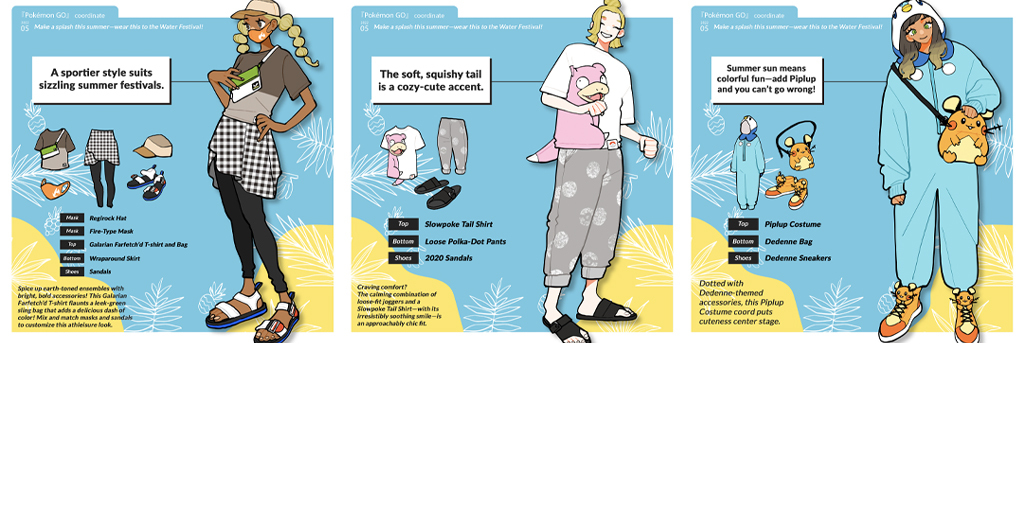 「Pokémon GO」 coordinate
05 Make a splash this summer—wear this to the Water Festival!
A sportier style suits
sizzling summer festivals.
Mask Regirock Hat
Mask Fire-Type Mask
Top Galarian Farfetch'd T-shirt and Bag
Bottom Wraparound Skirt
Shoes Sandals
Spice up earth-toned ensembles with
bright, bold accessories! This Galarian
Farfetch'd T-shirt flaunts a leek-green
sling bag that adds a delicious dash of
color! Mix and match masks and sandals
to customize this athleisure look.
「Pokémon GO」 coordinate
05 Make a splash this summer—wear this to the Water Festival!
The soft, squishy tail
is a cozy-cute accent.
Top Slowpoke Tail Shirt
Bottom Loose Polka-Dot Pants
Shoes 2020 Sandals
Craving comfort?
The calming combination of
loose-fit joggers and a
Slowpoke Tail Shirt—with its
irresistibly soothing smile—is
an approachably chic fit.
「Pokémon GO」 coordinate
05 Make a splash this summer—wear this to the Water Festival!
Summer sun means
colorful fun—add Piplup
and you can't go wrong!
Top Piplup Costume
Bottom Dedenne Bag
Shoes Dedenne Sneakers
Dotted with
Dedenne-themed
accessories, this Piplup
Costume coord puts
cuteness center stage.